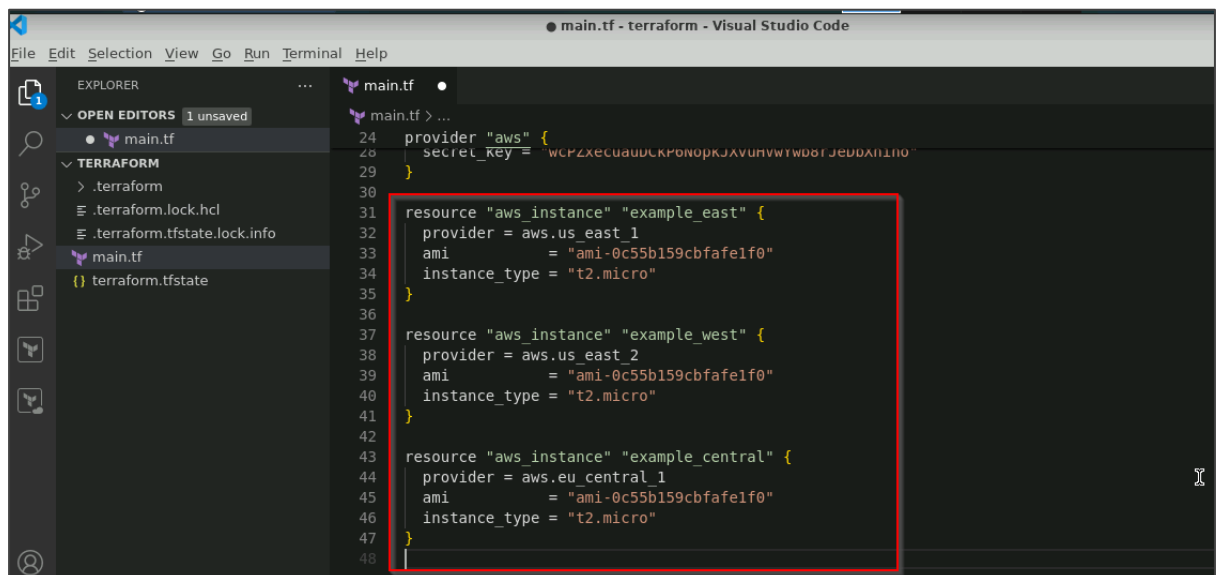 ● main.tf - terraform - Visual Studio Code
File Edit Selection View Go Run Terminal Help
EXPLORER ···
OPEN EDITORS 1 unsaved
● main.tf
TERRAFORM
> .terraform
.terraform.lock.hcl
.terraform.tfstate.lock.info
main.tf
{} terraform.tfstate
1
main.tf ●
main.tf > ...
24 provider "aws" {
28 secret_key =
29 }
30
31 resource "aws_instance" "example_east" {
32   provider = aws.us_east_1
33   ami           = "ami-0c55b159cbfafe1f0"
34   instance_type = "t2.micro"
35 }
36
37 resource "aws_instance" "example_west" {
38   provider = aws.us_east_2
39   ami           = "ami-0c55b159cbfafe1f0"
40   instance_type = "t2.micro"
41 }
42
43 resource "aws_instance" "example_central" {
44   provider = aws.eu_central_1
45   ami           = "ami-0c55b159cbfafe1f0"
46   instance_type = "t2.micro"
47 }
48